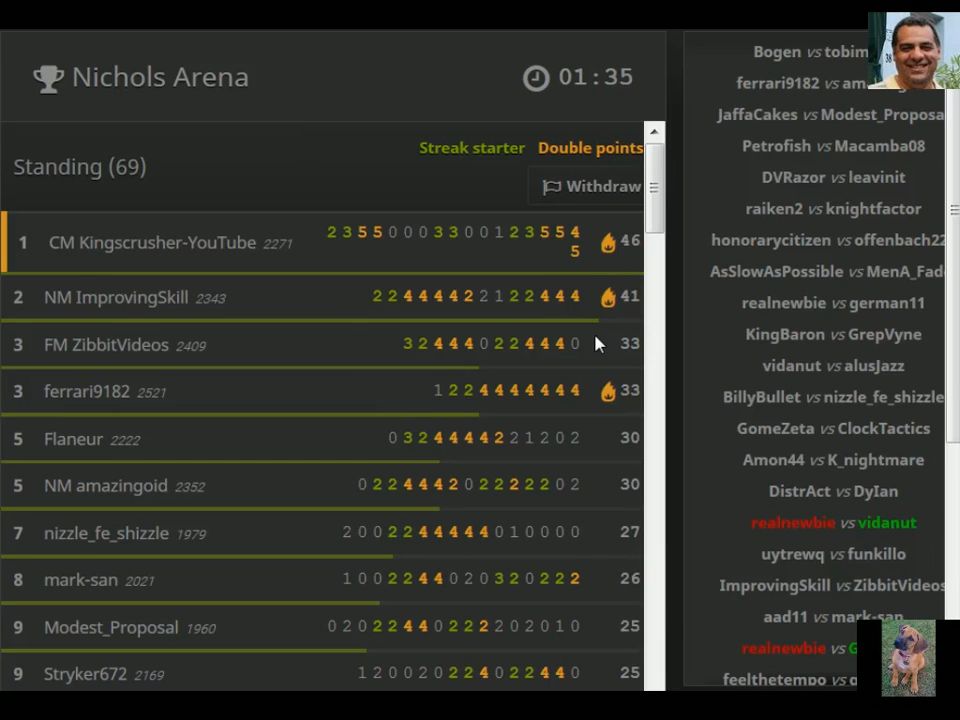 Nichols Arena
01:35
Standing (69)
Streak starter Double points
Withdraw
1 CM Kingscrusher-YouTube 2271 2 3 5 5 0 0 0 3 3 0 0 1 2 3 5 5 4 46
5
2 NM ImprovingSkill 2343 2 2 4 4 4 4 2 2 1 2 2 4 4 4 41
3 FM ZibbitVideos 2409 3 2 4 4 4 0 2 2 4 4 4 0 33
3 ferrari9182 2521 1 2 2 4 4 4 4 4 4 4 33
5 Flaneur 2222 0 3 2 4 4 4 4 2 2 1 2 0 2 30
5 NM amazingoid 2352 0 2 2 4 4 4 2 0 2 2 2 2 2 0 2 30
7 nizzle_fe_shizzle 1979 2 0 0 2 2 4 4 4 4 4 0 1 0 0 0 0 27
8 mark-san 2021 1 0 0 2 2 4 4 0 2 0 3 2 0 2 2 2 26
9 Modest_Proposal 1960 0 2 0 2 2 4 4 0 2 2 2 2 0 2 0 1 0 25
9 Stryker672 2169 1 2 0 0 2 0 2 2 4 0 2 2 4 4 0 25
Bogen vs tobim
ferrari9182 vs am
JaffaCakes vs Modest_Proposa
Petrofish vs Macamba08
DVRazor vs leavinit
raiken2 vs knightfactor
honorarycitizen vs offenbach22
AsSlowAsPossible vs MenA_Fad
realnewbie vs german11
KingBaron vs GrepVyne
vidanut vs alusJazz
BillyBullet vs nizzle_fe_shizzle
GomeZeta vs ClockTactics
Amon44 vs K_nightmare
DistrAct vs DyIan
realnewbie vs vidanut
uytrewq vs funkillo
ImprovingSkill vs ZibbitVideos
aad11 vs mark-san
realnewbie vs G
feelthetempo vs